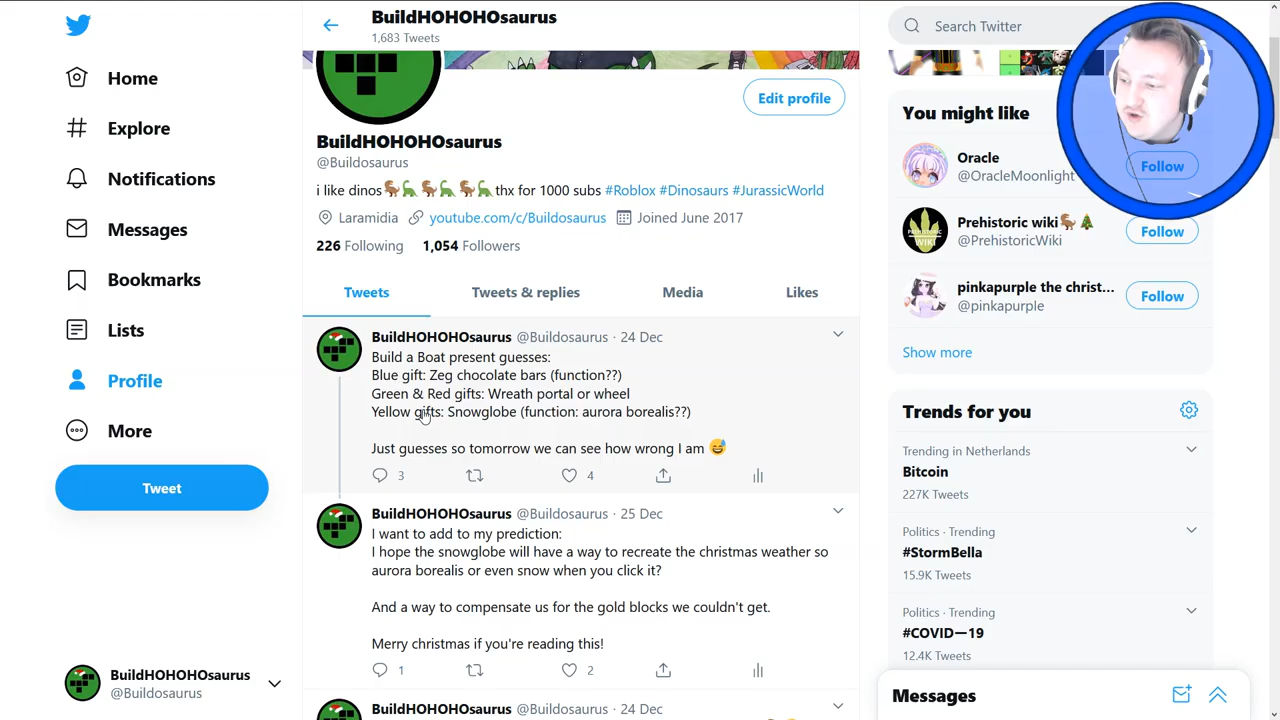 Home
Explore
Notifications
Messages
Bookmarks
Lists
Profile
More
Tweet
BuildHOHOHOsaurus
@Buildosaurus
BuildHOHOHOsaurus
1,683 Tweets
Edit profile
BuildHOHOHOsaurus
@Buildosaurus
i like dinos🦖🦕🦖🦕🦖🦕 thx for 1000 subs #Roblox #Dinosaurs #JurassicWorld
Laramidia youtube.com/c/Buildosaurus Joined June 2017
226 Following 1,054 Followers
Tweets Tweets & replies Media Likes
BuildHOHOHOsaurus @Buildosaurus · 24 Dec
Build a Boat present guesses:
Blue gift: Zeg chocolate bars (function??)
Green & Red gifts: Wreath portal or wheel
Yellow gifts: Snowglobe (function: aurora borealis??)
Just guesses so tomorrow we can see how wrong I am 😅
3 4
BuildHOHOHOsaurus @Buildosaurus · 25 Dec
I want to add to my prediction:
I hope the snowglobe will have a way to recreate the christmas weather so
aurora borealis or even snow when you click it?
And a way to compensate us for the gold blocks we couldn't get.
Merry christmas if you're reading this!
1 2
BuildHOHOHOsaurus @Buildosaurus · 24 Dec
Search Twitter
You might like
Oracle
@OracleMoonlight
Follow
Prehistoric wiki🦖🎄
@PrehistoricWiki
Follow
pinkapurple the christ...
@pinkapurple
Follow
Show more
Trends for you
Trending in Netherlands
Bitcoin
227K Tweets
Politics · Trending
#StormBella
15.9K Tweets
Politics · Trending
#COVID—19
12.4K Tweets
Messages